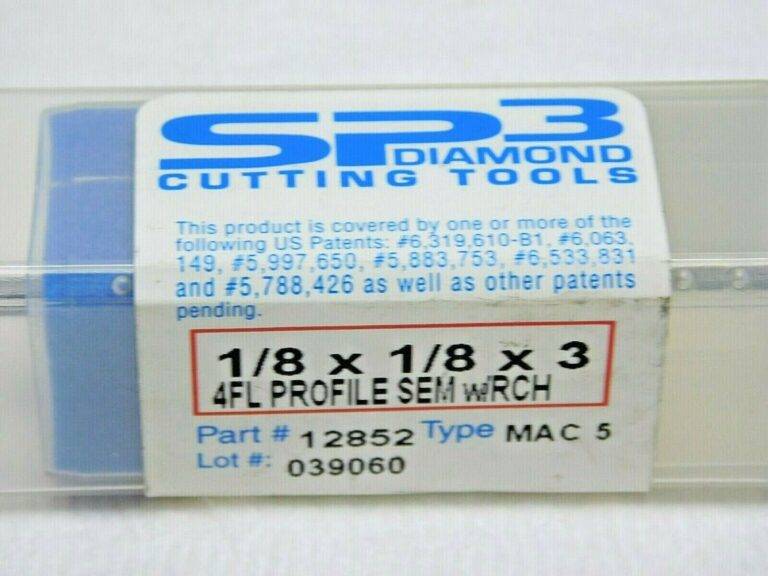 SP3
DIAMOND
CUTTING TOOLS
This product is covered by one or more of the
following US Patents: #6,319,610-B1, #6,063,
149, #5,997,650, #5,883,753, #6,533,831
and #5,788,426 as well as other patents
pending.
1/8 x 1/8 x 3
4FL PROFILE SEM w/RCH
Part # 12852 Type MAC 5
Lot #: 039060